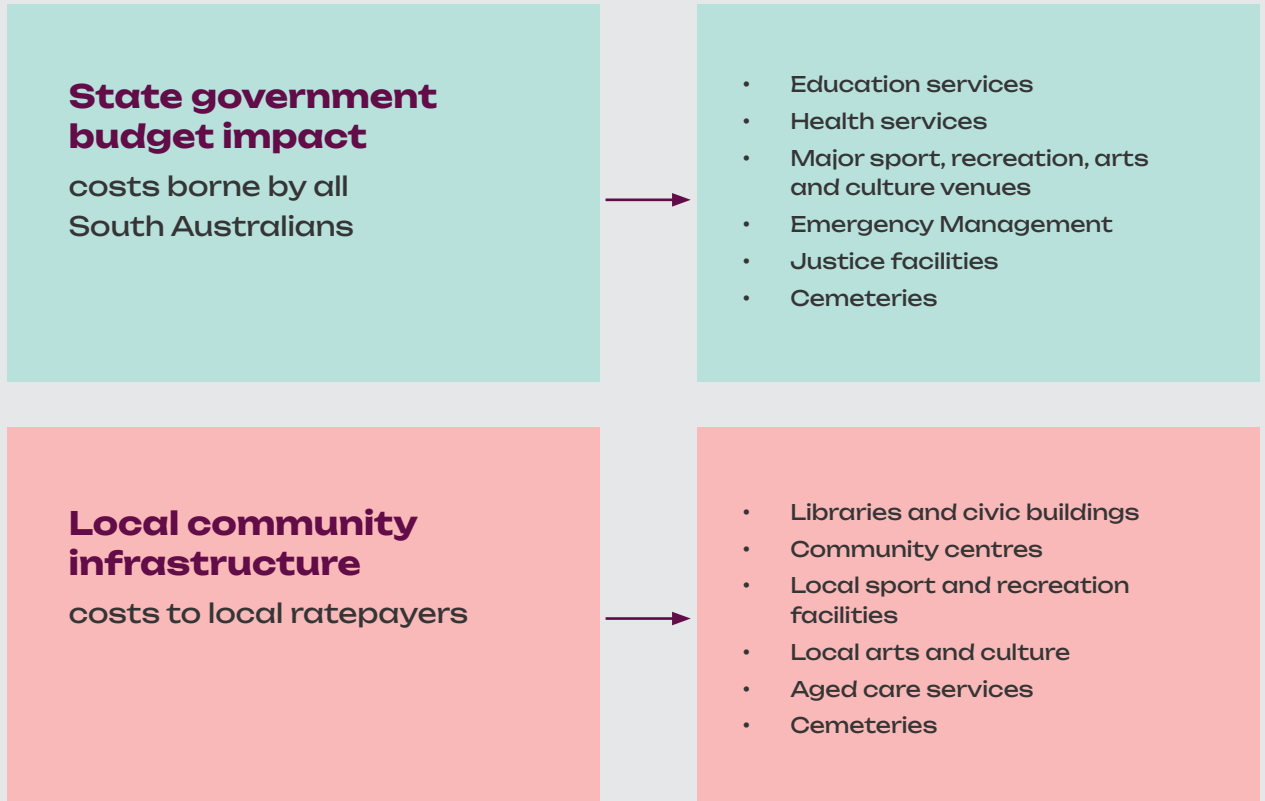 State government
budget impact
costs borne by all
South Australians
• Education services
• Health services
• Major sport, recreation, arts
and culture venues
• Emergency Management
• Justice facilities
• Cemeteries
Local community
infrastructure
costs to local ratepayers
• Libraries and civic buildings
• Community centres
• Local sport and recreation
facilities
• Local arts and culture
• Aged care services
• Cemeteries